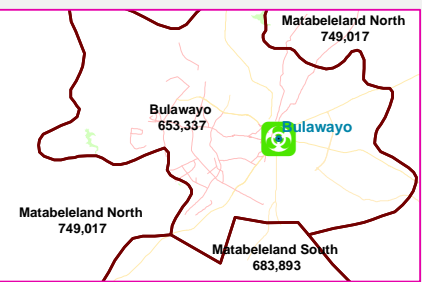 Matabeleland North
749,017
Bulawayo
653,337
Bulawayo
Matabeleland North
749,017
Matabeleland South
683,893